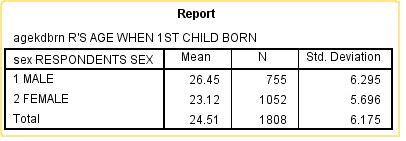 Report
agekdbrn R'S AGE WHEN 1ST CHILD BORN
sex RESPONDENTS SEX Mean N Std. Deviation
1 MALE 26.45 755 6.295
2 FEMALE 23.12 1052 5.696
Total 24.51 1808 6.175